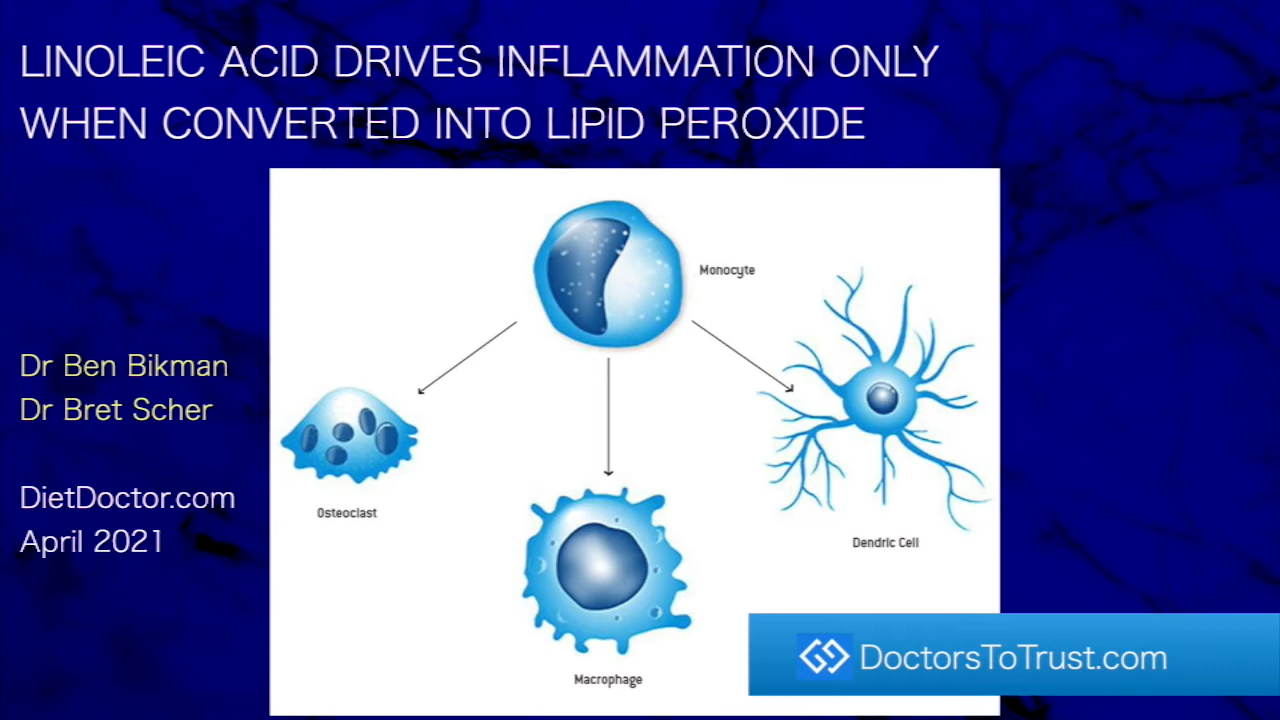 LINOLEIC ACID DRIVES INFLAMMATION ONLY
WHEN CONVERTED INTO LIPID PEROXIDE
Monocyte
Dr Ben Bikman
Dr Bret Scher
DietDoctor.com
April 2021
Osteoclast
Dendric Cell
Macrophage
DoctorsToTrust.com